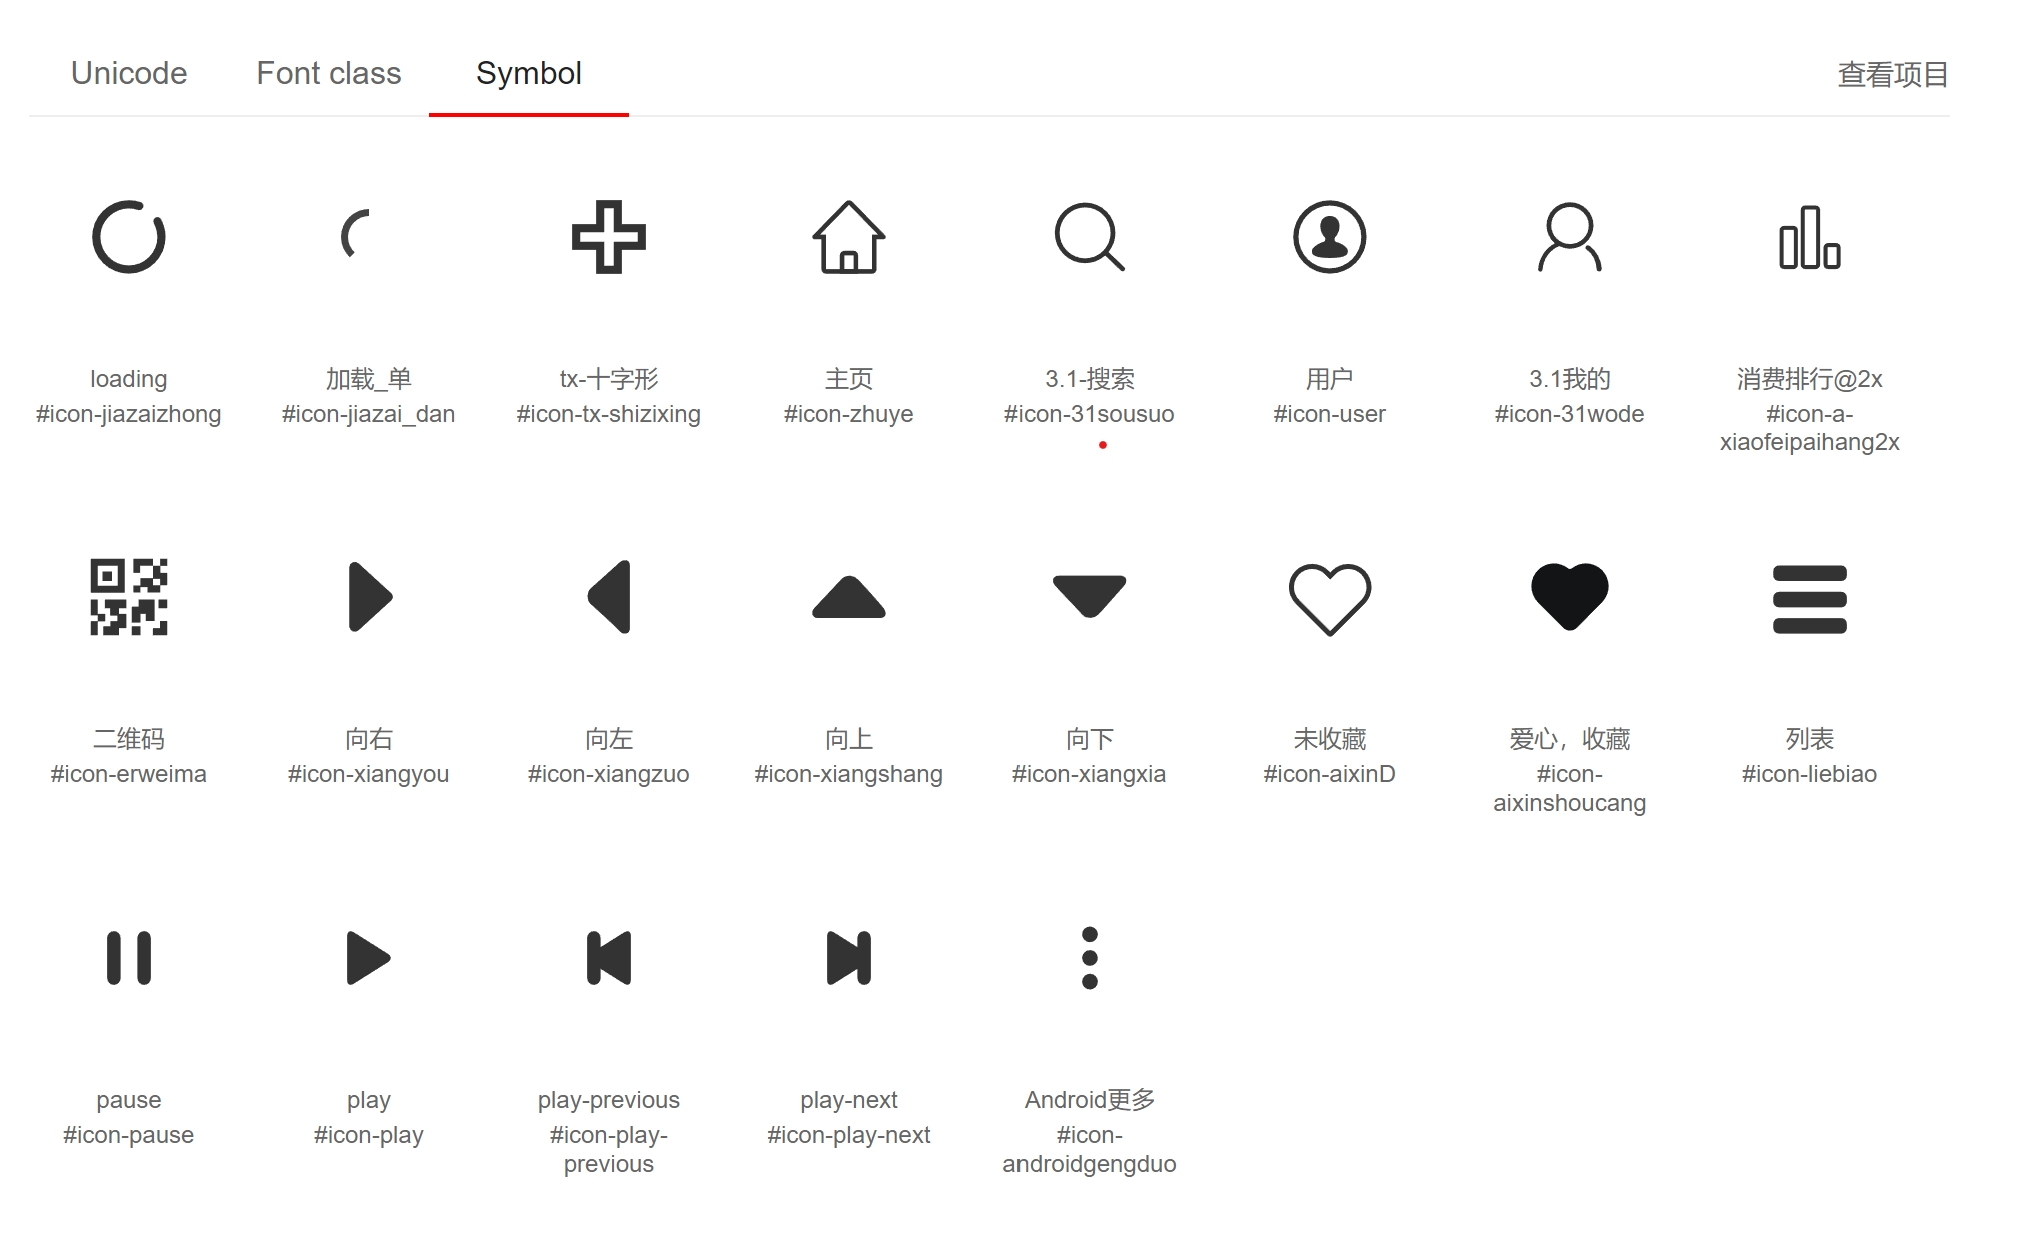 Unicode
Font class
Symbol
查看项目
loading
#icon-jiazaizhong
加载_单
#icon-jiazai_dan
tx-十字形
#icon-tx-shizixing
主页
#icon-zhuye
3.1-搜索
#icon-31sousuo
用户
#icon-user
3.1我的
#icon-31wode
消费排行@2x
#icon-a-
xiaofeipaihang2x
二维码
#icon-erweima
向右
#icon-xiangyou
向左
#icon-xiangzuo
向上
#icon-xiangshang
向下
#icon-xiangxia
未收藏
#icon-aixinD
爱心，收藏
#icon-
aixinshoucang
列表
#icon-liebiao
pause
#icon-pause
play
#icon-play
play-previous
#icon-play-
previous
play-next
#icon-play-next
Android更多
#icon-
androidgengduo